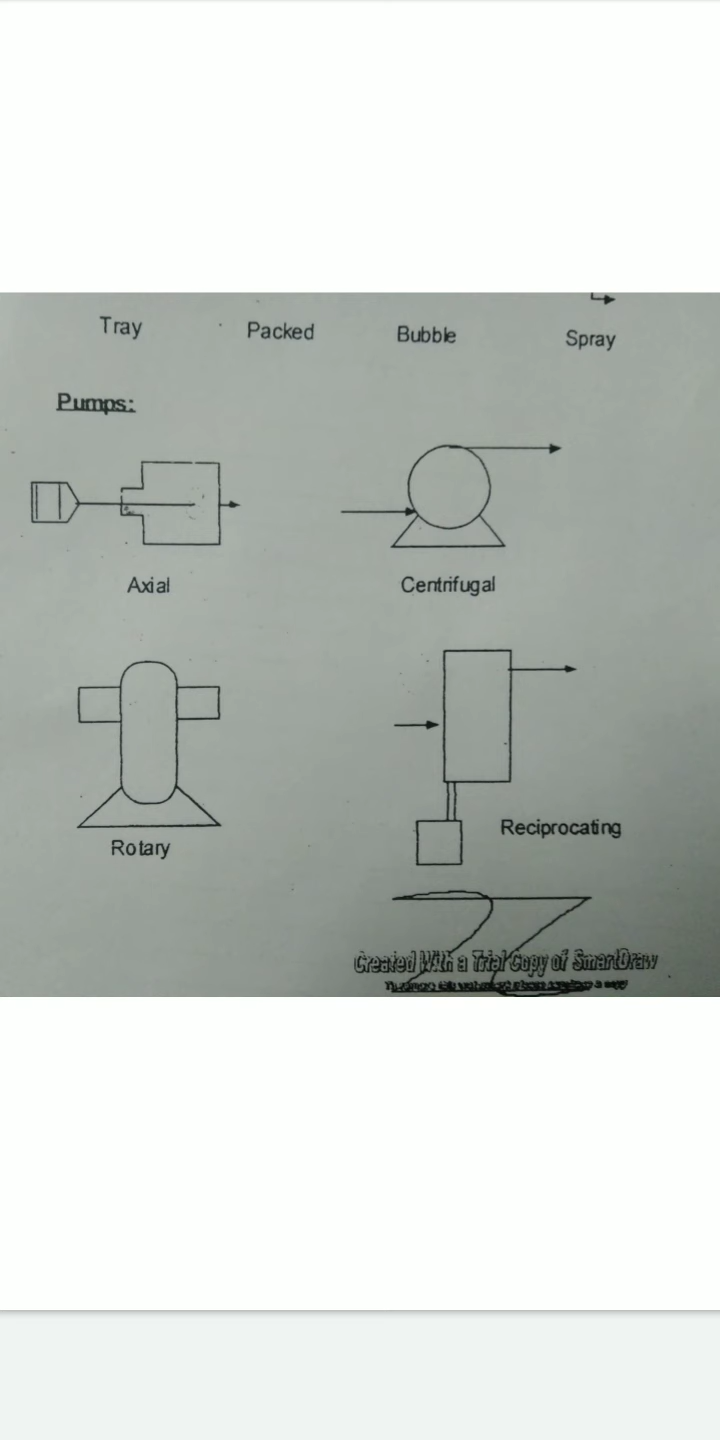 Tray Packed Bubble Spray
Pumps:
Axial Centrifugal
Rotary
Reciprocating
Created With a Trial Copy of SmartDraw